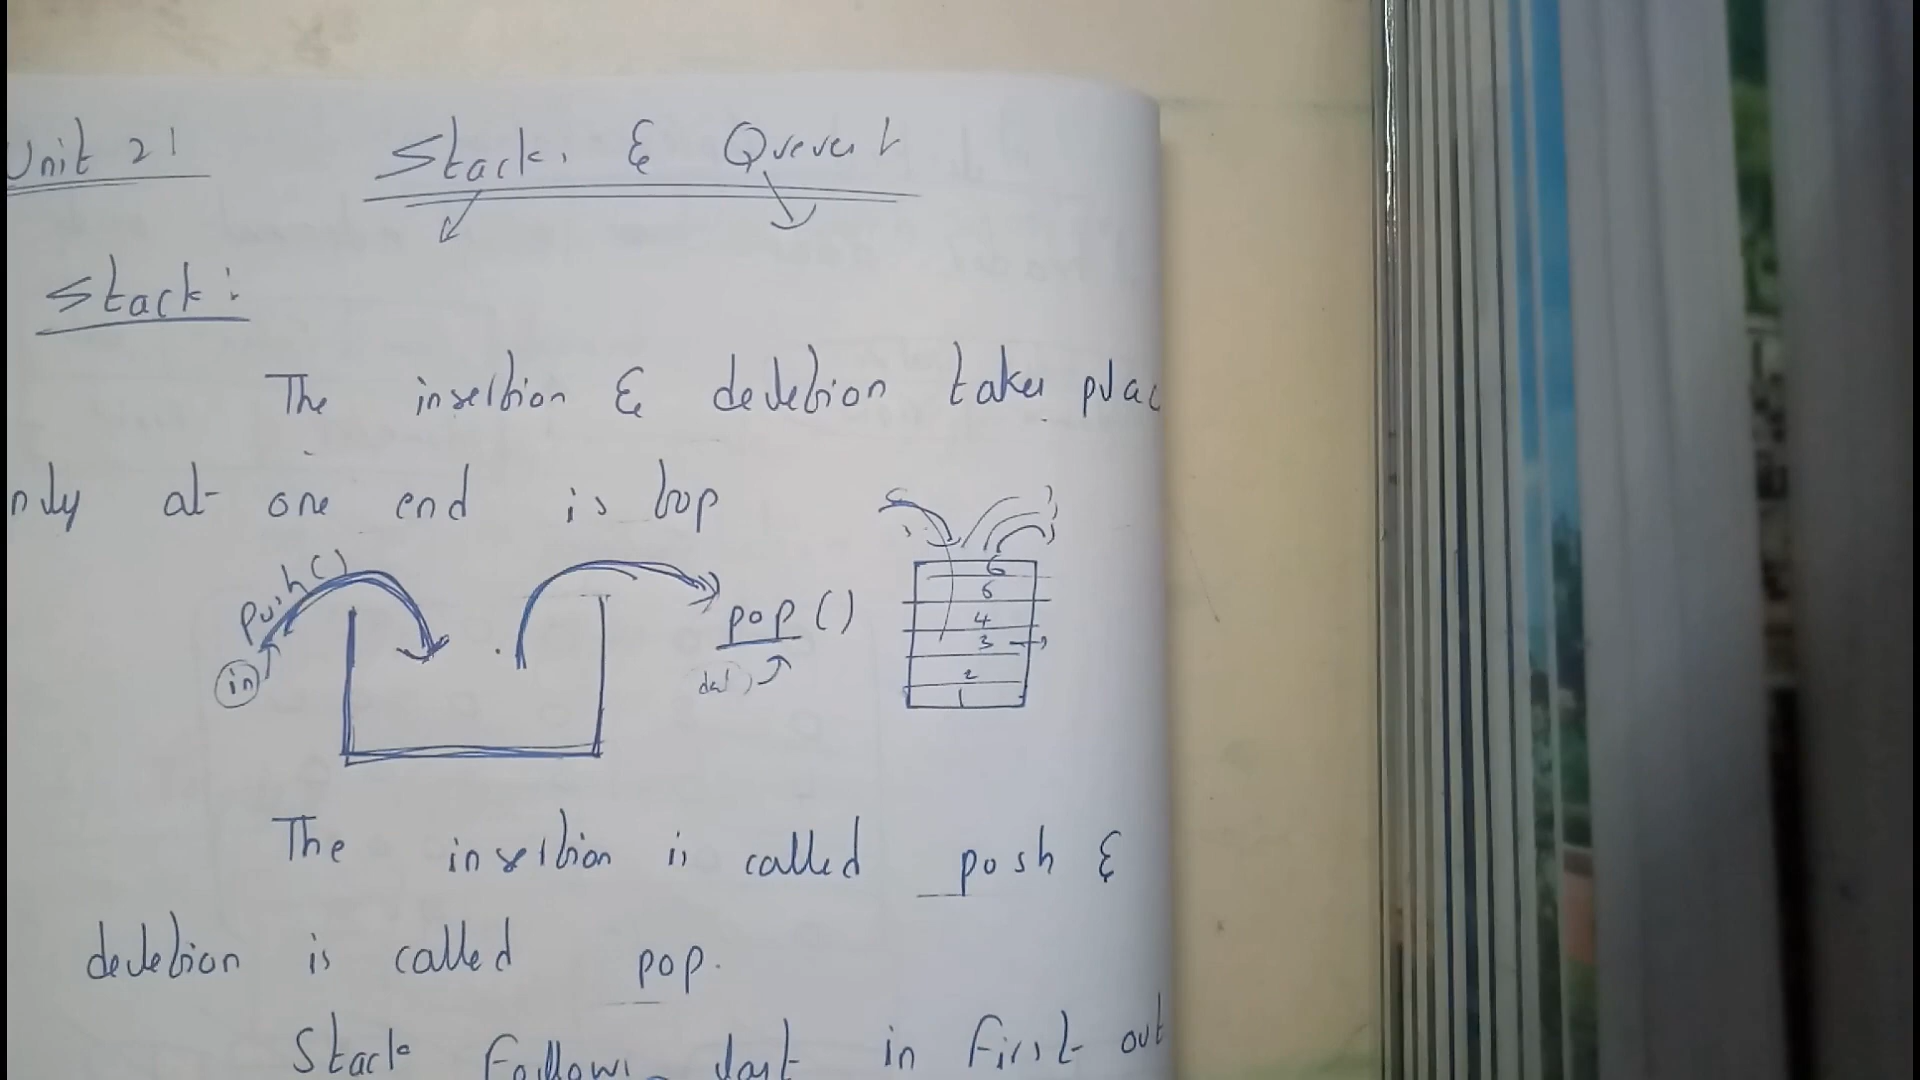 Unit 21 Stack & Queues
Stack:
The insertion & deletion takes plac
nly at one end is top
push()
in
pop()
del
6
5
4
3
2
1
The insertion is called push &
deletion is called pop.
Stack follows last in first out